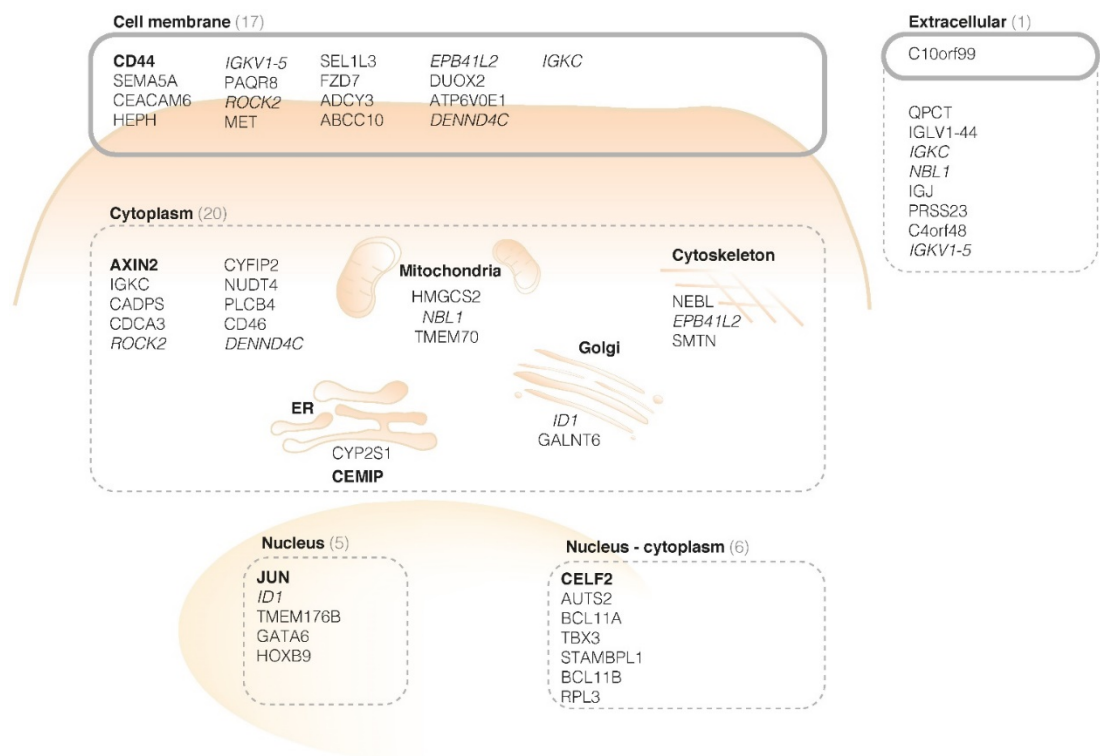 Cell membrane (17)
CD44 IGKV1-5 SEL1L3 EPB41L2 IGKC
SEMA5A PAQR8 FZD7 DUOX2
CEACAM6 ROCK2 ADCY3 ATP6V0E1
HEPH MET ABCC10 DENND4C
Extracellular (1)
C10orf99
QPCT
IGLV1-44
IGKC
NBL1
IGJ
PRSS23
C4orf48
IGKV1-5
Cytoplasm (20)
AXIN2 CYFIP2
IGKC NUDT4
CADPS PLCB4
CDCA3 CD46
ROCK2 DENND4C
Mitochondria
HMGCS2
NBL1
TMEM70
Cytoskeleton
NEBL
EPB41L2
SMTN
Golgi
ID1
GALNT6
ER
CYP2S1
CEMIP
Nucleus (5)
JUN
ID1
TMEM176B
GATA6
HOXB9
Nucleus - cytoplasm (6)
CELF2
AUTS2
BCL11A
TBX3
STAMBPL1
BCL11B
RPL3